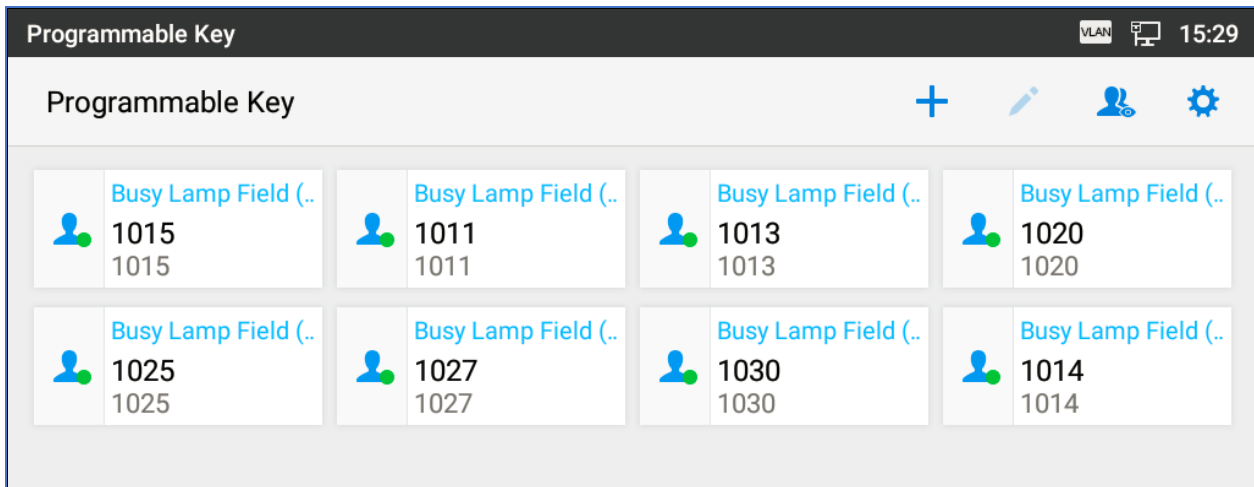 Programmable Key
VLAN 15:29
Programmable Key
Busy Lamp Field (..
1015
1015
Busy Lamp Field (..
1011
1011
Busy Lamp Field (..
1013
1013
Busy Lamp Field (..
1020
1020
Busy Lamp Field (..
1025
1025
Busy Lamp Field (..
1027
1027
Busy Lamp Field (..
1030
1030
Busy Lamp Field (..
1014
1014